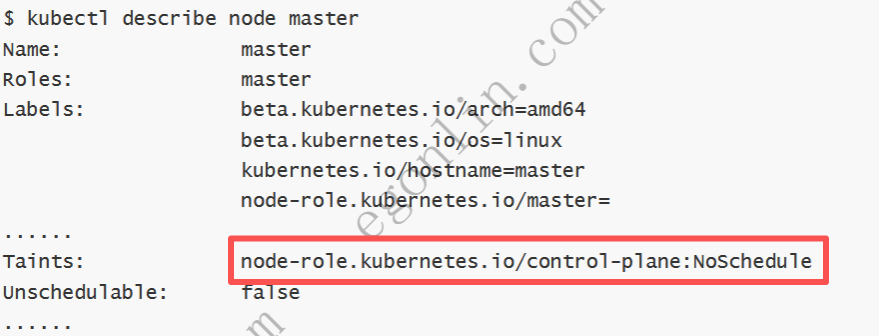 $ kubectl describe node master
Name:               master
Roles:              master
Labels:             beta.kubernetes.io/arch=amd64
                    beta.kubernetes.io/os=linux
                    kubernetes.io/hostname=master
                    node-role.kubernetes.io/master=
......
Taints:             node-role.kubernetes.io/control-plane:NoSchedule
Unschedulable:      false
......
egonlin.com
m